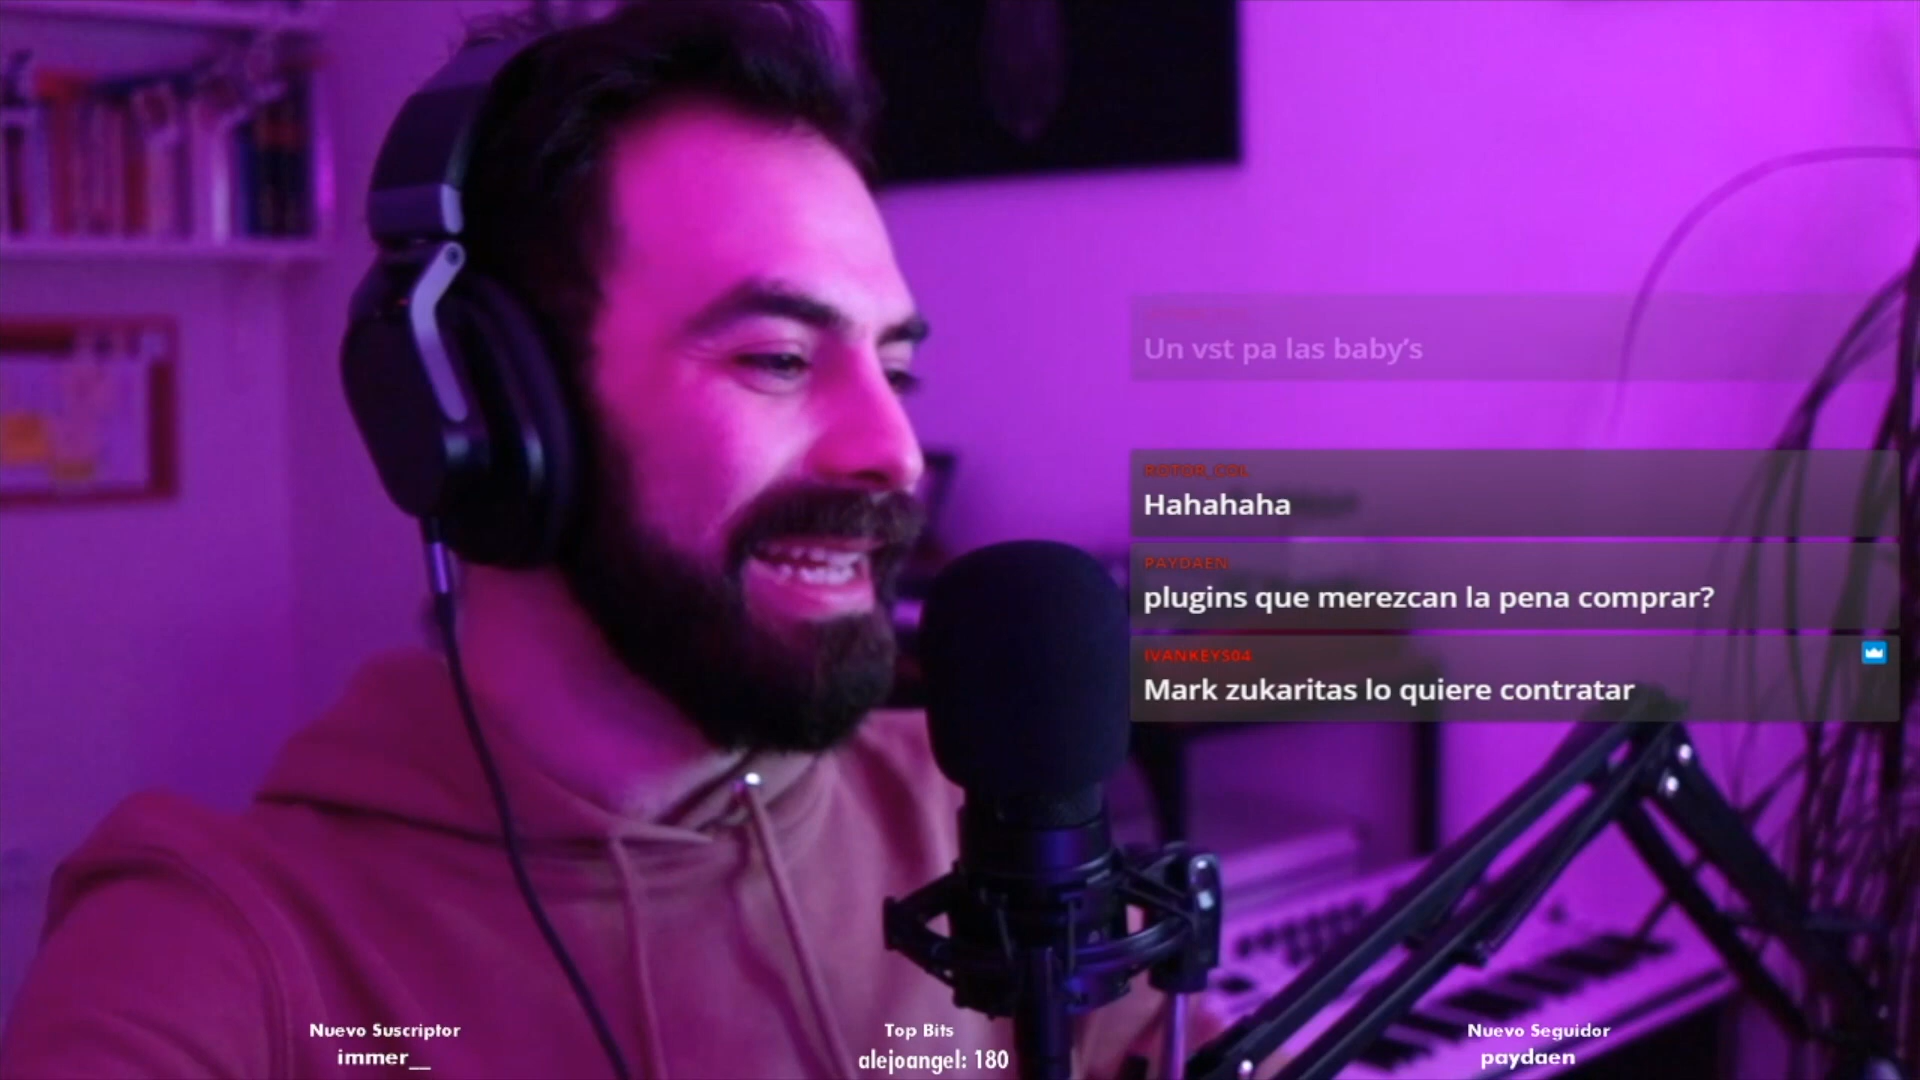 Un vst pa las baby’s
ROTOR_COL
Hahahaha
PAYDAEN
plugins que merezcan la pena comprar?
IVANKEYS04
Mark zukaritas lo quiere contratar
Nuevo Suscriptor
immer__
Top Bits
alejoangel: 180
Nuevo Seguidor
paydaen